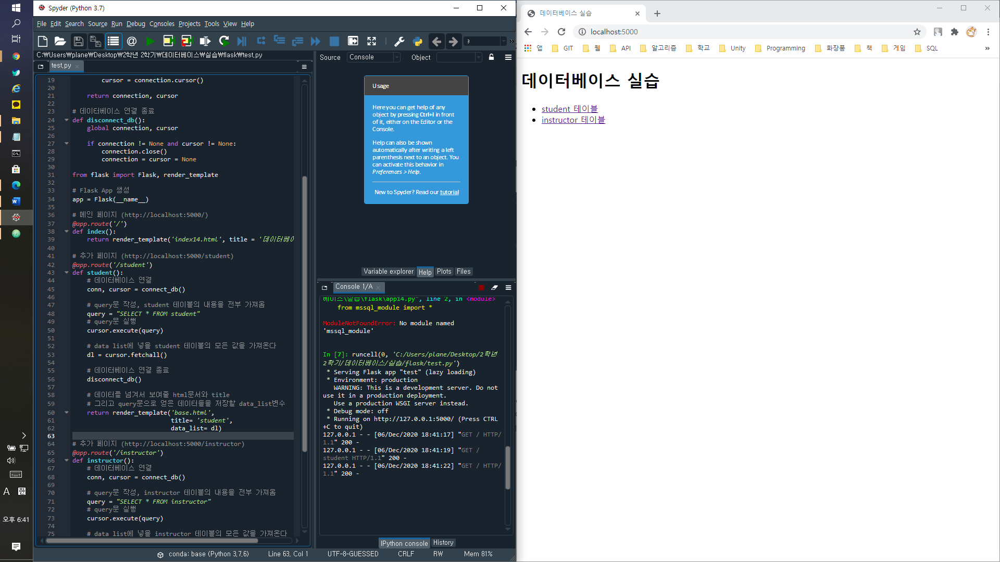 Spyder (Python 3.7)
File Edit Search Source Run Debug Consoles Projects Tools View Help
C:₩Users₩plane₩Desktop₩2학년 2학기₩데이터베이스₩실습₩flask₩test.py
test.py
19 cursor = connection.cursor()
20
21 return connection, cursor
22
23 # 데이터베이스 연결 종료
24 def disconnect_db():
25 global connection, cursor
26
27 if connection != None and cursor != None:
28 connection.close()
29 connection = cursor = None
30
31 from flask import Flask, render_template
32
33 # Flask App 생성
34 app = Flask(__name__)
35
36 # 메인 페이지 (http://localhost:5000/)
37 @app.route('/')
38 def index():
39 return render_template('index14.html', title = '데이터베이
40
41 # 추가 페이지 (http://localhost:5000/student)
42 @app.route('/student')
43 def student():
44 # 데이터베이스 연결
45 conn, cursor = connect_db()
46
47 # query문 작성, student 테이블의 내용을 전부 가져옴
48 query = "SELECT * FROM student"
49 # query문 실행
50 cursor.execute(query)
51
52 # data list에 넣을 student 테이블의 모든 값을 가져온다
53 dl = cursor.fetchall()
54
55 # 데이터베이스 연결 종료
56 disconnect_db()
57
58 # 데이터를 넘겨서 보여줄 html문서와 title
59 # 그리고 query문으로 얻은 데이터들을 저장할 data_list변수
60 return render_template('base.html',
61 title= 'student',
62 data_list= dl)
63
64 # 추가 페이지 (http://localhost:5000/instructor)
65 @app.route('/instructor')
66 def instructor():
67 # 데이터베이스 연결
68 conn, cursor = connect_db()
69
70 # query문 작성, instructor 테이블의 내용을 전부 가져옴
71 query = "SELECT * FROM instructor"
72 # query문 실행
73 cursor.execute(query)
74
75 # data list에 넣을 instructor 테이블의 모든 값을 가져온다
Source Console Object
Usage
Here you can get help of any
object by pressing Ctrl+I in front
of it, either on the Editor or the
Console.
Help can also be shown
automatically after writing a left
parenthesis next to an object. You
can activate this behavior in
Preferences > Help.
New to Spyder? Read our tutorial
Variable explorer Help Plots Files
Console 1/A
베이스\실습\flask\app14.py", line 2, in <module>
from mssql_module import *
ModuleNotFoundError: No module named
'mssql_module'
In [7]: runcell(0, 'C:/Users/plane/Desktop/2학년
2학기/데이터베이스/실습/flask/test.py')
* Serving Flask app "test" (lazy loading)
* Environment: production
WARNING: This is a development server. Do not
use it in a production deployment.
Use a production WSGI server instead.
* Debug mode: off
* Running on http://127.0.0.1:5000/ (Press CTRL
+C to quit)
127.0.0.1 - - [06/Dec/2020 18:41:17] "GET / HTTP/
1.1" 200 -
127.0.0.1 - - [06/Dec/2020 18:41:19] "GET /
student HTTP/1.1" 200 -
127.0.0.1 - - [06/Dec/2020 18:41:22] "GET / HTTP/
1.1" 200 -
IPython console History
conda: base (Python 3.7.6) Line 63, Col 1 UTF-8-GUESSED CRLF RW Mem 81%
A 한
오후 6:41
데이터베이스 실습
localhost:5000
앱 GIT 웹 API 알고리즘 학교 Unity Programming 화장품 책 게임 SQL »
데이터베이스 실습
student 테이블
instructor 테이블